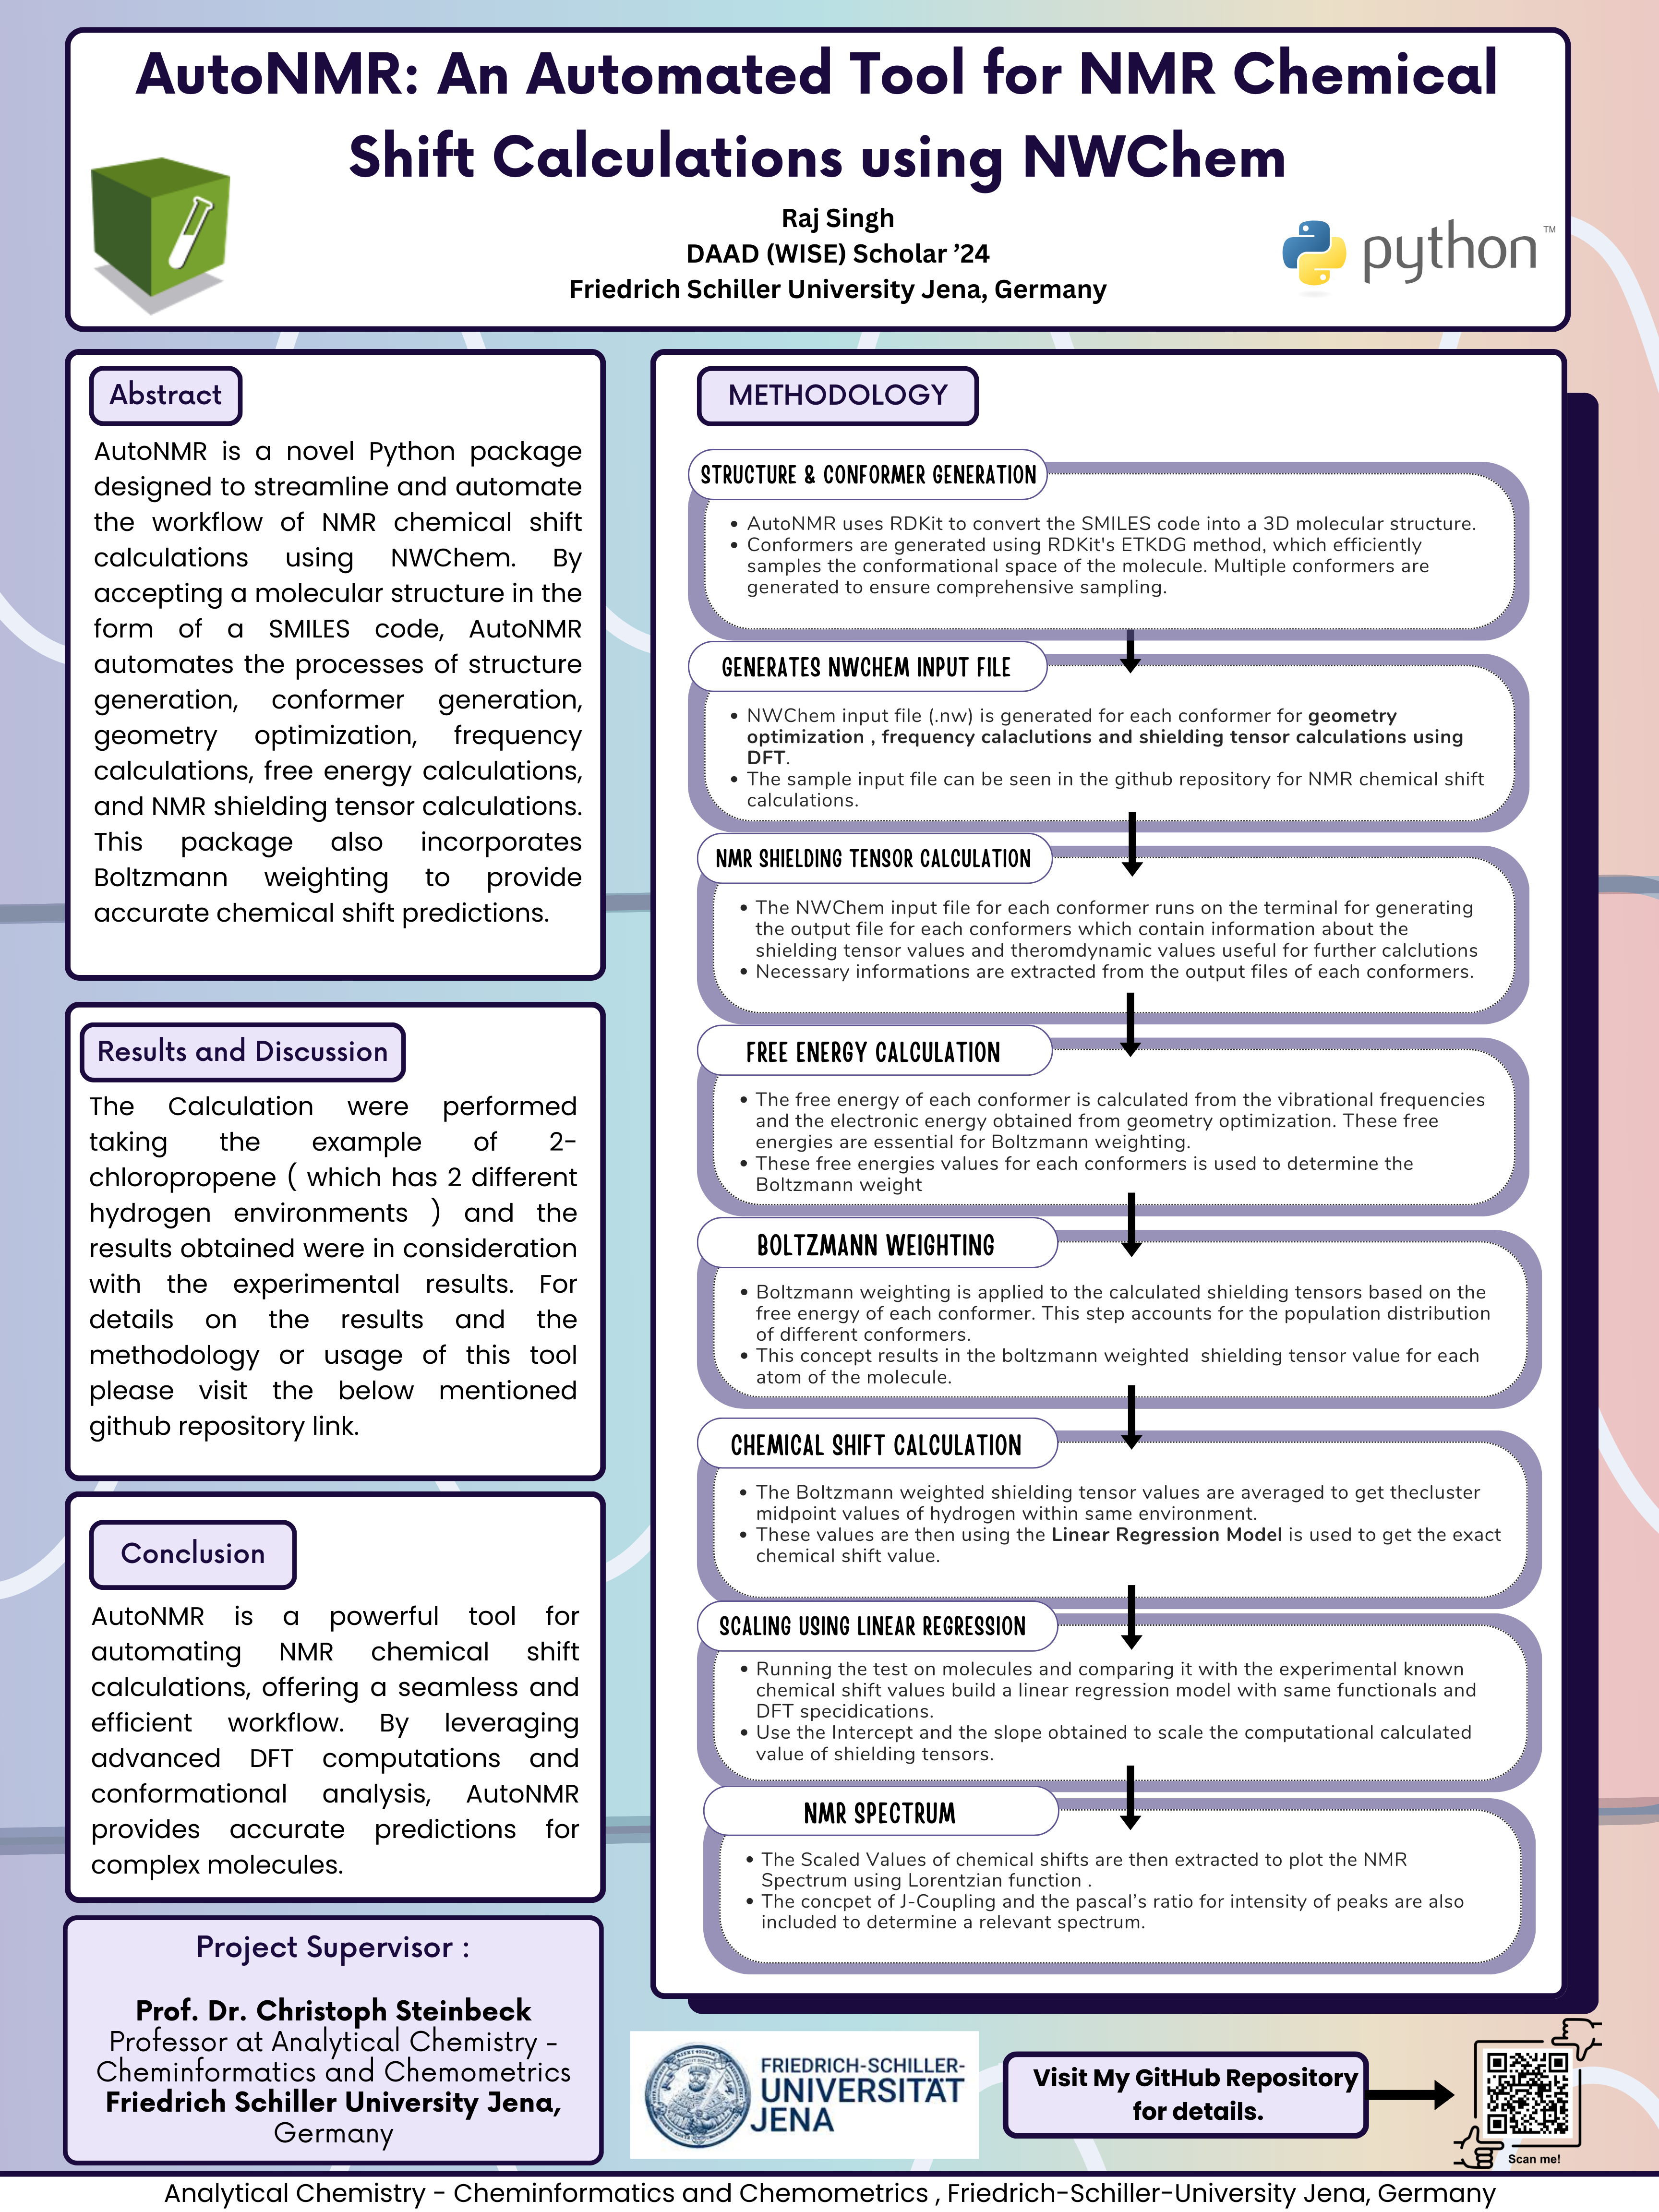 AutoNMR: An Automated Tool for NMR Chemical
Shift Calculations using NWChem
Raj Singh
DAAD (WISE) Scholar ’24
Friedrich Schiller University Jena, Germany
python™
Abstract
AutoNMR is a novel Python package
designed to streamline and automate
the workflow of NMR chemical shift
calculations using NWChem. By
accepting a molecular structure in the
form of a SMILES code, AutoNMR
automates the processes of structure
generation, conformer generation,
geometry optimization, frequency
calculations, free energy calculations,
and NMR shielding tensor calculations.
This package also incorporates
Boltzmann weighting to provide
accurate chemical shift predictions.
Results and Discussion
The Calculation were performed
taking the example of 2-
chloropropene ( which has 2 different
hydrogen environments ) and the
results obtained were in consideration
with the experimental results. For
details on the results and the
methodology or usage of this tool
please visit the below mentioned
github repository link.
Conclusion
AutoNMR is a powerful tool for
automating NMR chemical shift
calculations, offering a seamless and
efficient workflow. By leveraging
advanced DFT computations and
conformational analysis, AutoNMR
provides accurate predictions for
complex molecules.
Project Supervisor :
Prof. Dr. Christoph Steinbeck
Professor at Analytical Chemistry -
Cheminformatics and Chemometrics
Friedrich Schiller University Jena,
Germany
METHODOLOGY
STRUCTURE & CONFORMER GENERATION
• AutoNMR uses RDKit to convert the SMILES code into a 3D molecular structure.
• Conformers are generated using RDKit's ETKDG method, which efficiently
samples the conformational space of the molecule. Multiple conformers are
generated to ensure comprehensive sampling.
GENERATES NWCHEM INPUT FILE
• NWChem input file (.nw) is generated for each conformer for geometry
optimization , frequency calaclutions and shielding tensor calculations using
DFT.
• The sample input file can be seen in the github repository for NMR chemical shift
calculations.
NMR SHIELDING TENSOR CALCULATION
• The NWChem input file for each conformer runs on the terminal for generating
the output file for each conformers which contain information about the
shielding tensor values and theromdynamic values useful for further calclutions
• Necessary informations are extracted from the output files of each conformers.
FREE ENERGY CALCULATION
• The free energy of each conformer is calculated from the vibrational frequencies
and the electronic energy obtained from geometry optimization. These free
energies are essential for Boltzmann weighting.
• These free energies values for each conformers is used to determine the
Boltzmann weight
BOLTZMANN WEIGHTING
• Boltzmann weighting is applied to the calculated shielding tensors based on the
free energy of each conformer. This step accounts for the population distribution
of different conformers.
• This concept results in the boltzmann weighted  shielding tensor value for each
atom of the molecule.
CHEMICAL SHIFT CALCULATION
• The Boltzmann weighted shielding tensor values are averaged to get thecluster
midpoint values of hydrogen within same environment.
• These values are then using the Linear Regression Model is used to get the exact
chemical shift value.
SCALING USING LINEAR REGRESSION
• Running the test on molecules and comparing it with the experimental known
chemical shift values build a linear regression model with same functionals and
DFT specidications.
• Use the Intercept and the slope obtained to scale the computational calculated
value of shielding tensors.
NMR SPECTRUM
• The Scaled Values of chemical shifts are then extracted to plot the NMR
Spectrum using Lorentzian function .
• The concpet of J-Coupling and the pascal's ratio for intensity of peaks are also
included to determine a relevant spectrum.
FRIEDRICH-SCHILLER-
UNIVERSITÄT
JENA
Visit My GitHub Repository
for details.
Scan me!
Analytical Chemistry - Cheminformatics and Chemometrics , Friedrich-Schiller-University Jena, Germany